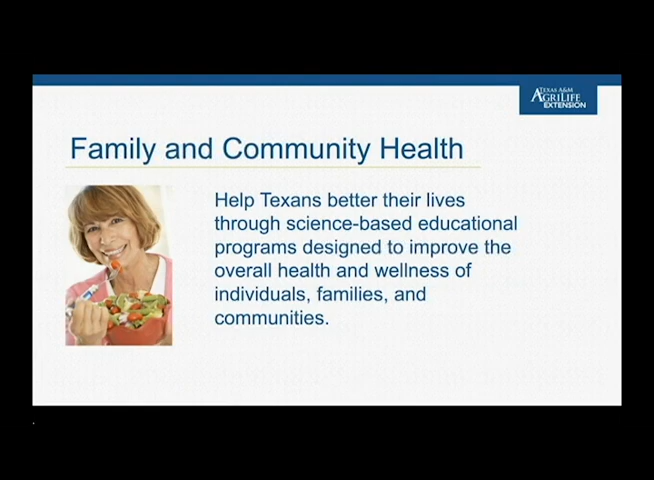 TEXAS A&M
AGRILIFE
EXTENSION
Family and Community Health
Help Texans better their lives
through science-based educational
programs designed to improve the
overall health and wellness of
individuals, families, and
communities.